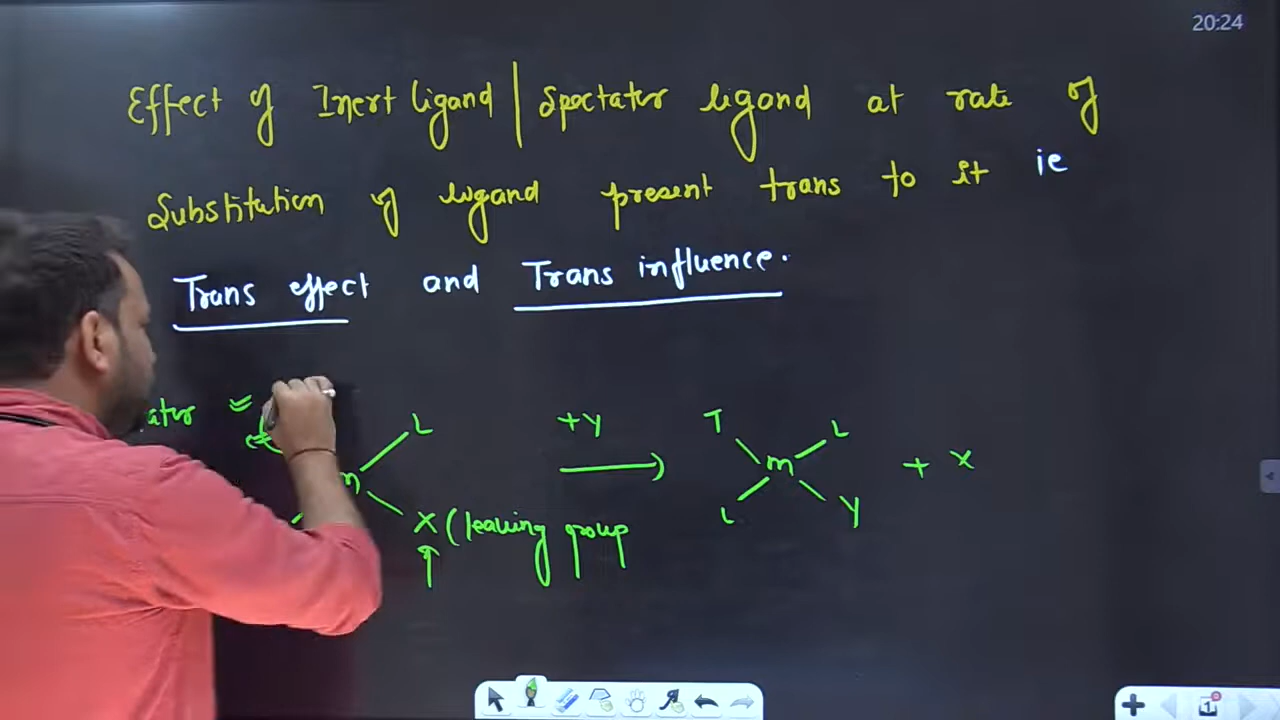 20:24
Effect of Inert Ligand | Spectator ligand at rate of
Substitution of ligand present trans to it ie
Trans effect and Trans influence.
L +Y T L
m m + X
X (leaving group L Y
1